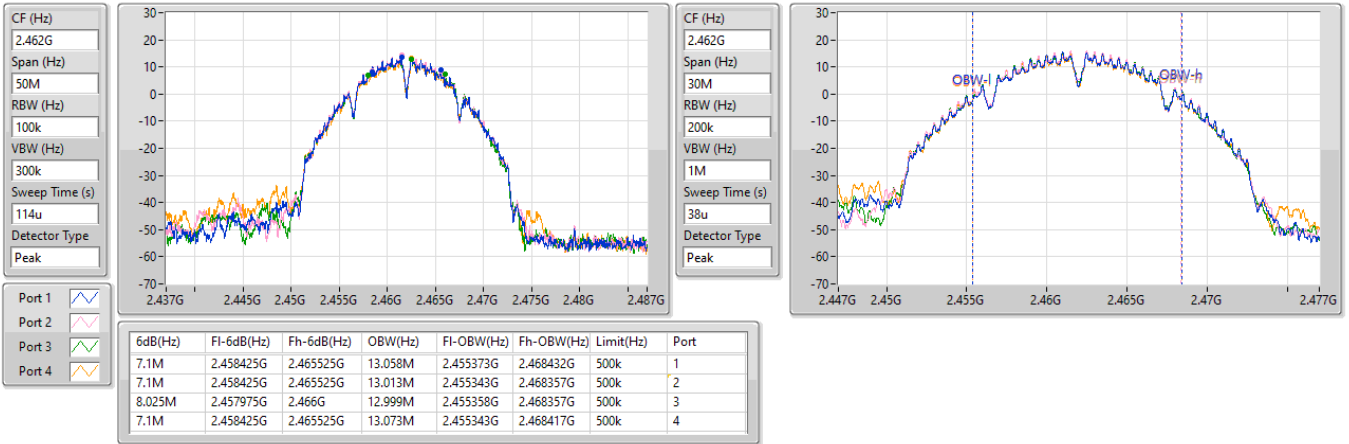 CF (Hz)
2.462G
Span (Hz)
50M
RBW (Hz)
100k
VBW (Hz)
300k
Sweep Time (s)
114u
Detector Type
Peak
30
20
10
0
-10
-20
-30
-40
-50
-60
-70
2.437G 2.445G 2.45G 2.455G 2.46G 2.465G 2.47G 2.475G 2.48G 2.487G
CF (Hz)
2.462G
Span (Hz)
30M
RBW (Hz)
200k
VBW (Hz)
1M
Sweep Time (s)
38u
Detector Type
Peak
30
20
10
0
-10
-20
-30
-40
-50
-60
-70
OBW-l OBW-h
2.447G 2.45G 2.455G 2.46G 2.465G 2.47G 2.477G
Port 1
Port 2
Port 3
Port 4
6dB(Hz) Fl-6dB(Hz) Fh-6dB(Hz) OBW(Hz) Fl-OBW(Hz) Fh-OBW(Hz) Limit(Hz) Port
7.1M 2.458425G 2.465525G 13.058M 2.455373G 2.468432G 500k 1
7.1M 2.458425G 2.465525G 13.013M 2.455343G 2.468357G 500k 2
8.025M 2.457975G 2.466G 12.999M 2.455358G 2.468357G 500k 3
7.1M 2.458425G 2.465525G 13.073M 2.455343G 2.468417G 500k 4